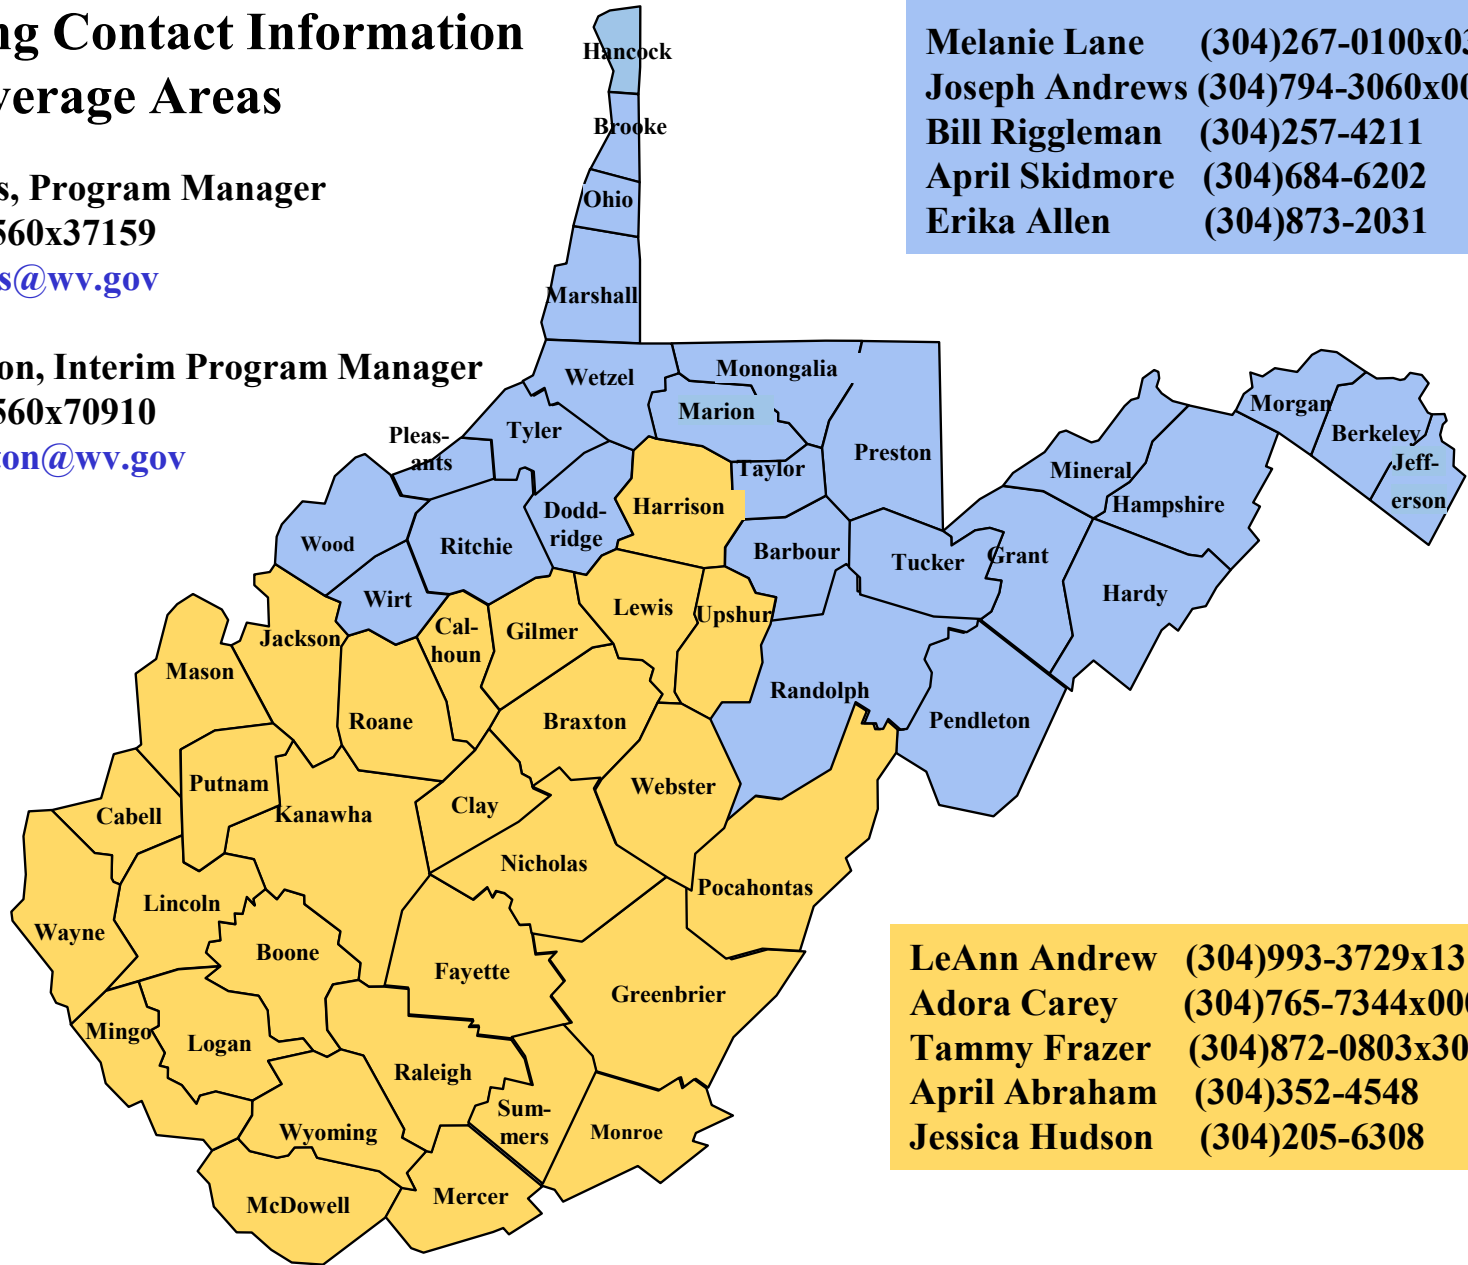 ng Contact Information
verage Areas
s, Program Manager
560x37159
s@wv.gov
on, Interim Program Manager
560x70910
ton@wv.gov
Melanie Lane (304)267-0100x03
Joseph Andrews (304)794-3060x00
Bill Riggleman (304)257-4211
April Skidmore (304)684-6202
Erika Allen (304)873-2031
Hancock
Brooke
Ohio
Marshall
Wetzel
Monongalia
Marion
Morgan
Berkeley
Jeff-
erson
Pleas-
ants
Tyler
Taylor
Preston
Mineral
Hampshire
Wood
Ritchie
Dodd-
ridge
Harrison
Barbour
Tucker
Grant
Hardy
Wirt
Jackson
Cal-
houn
Gilmer
Lewis
Upshur
Mason
Roane
Braxton
Randolph
Pendleton
Putnam
Cabell
Kanawha
Clay
Webster
Nicholas
Pocahontas
Lincoln
Wayne
Boone
Fayette
Greenbrier
Mingo
Logan
Raleigh
Sum-
mers
Monroe
Wyoming
McDowell
Mercer
LeAnn Andrew (304)993-3729x13
Adora Carey (304)765-7344x000
Tammy Frazer (304)872-0803x30
April Abraham (304)352-4548
Jessica Hudson (304)205-6308